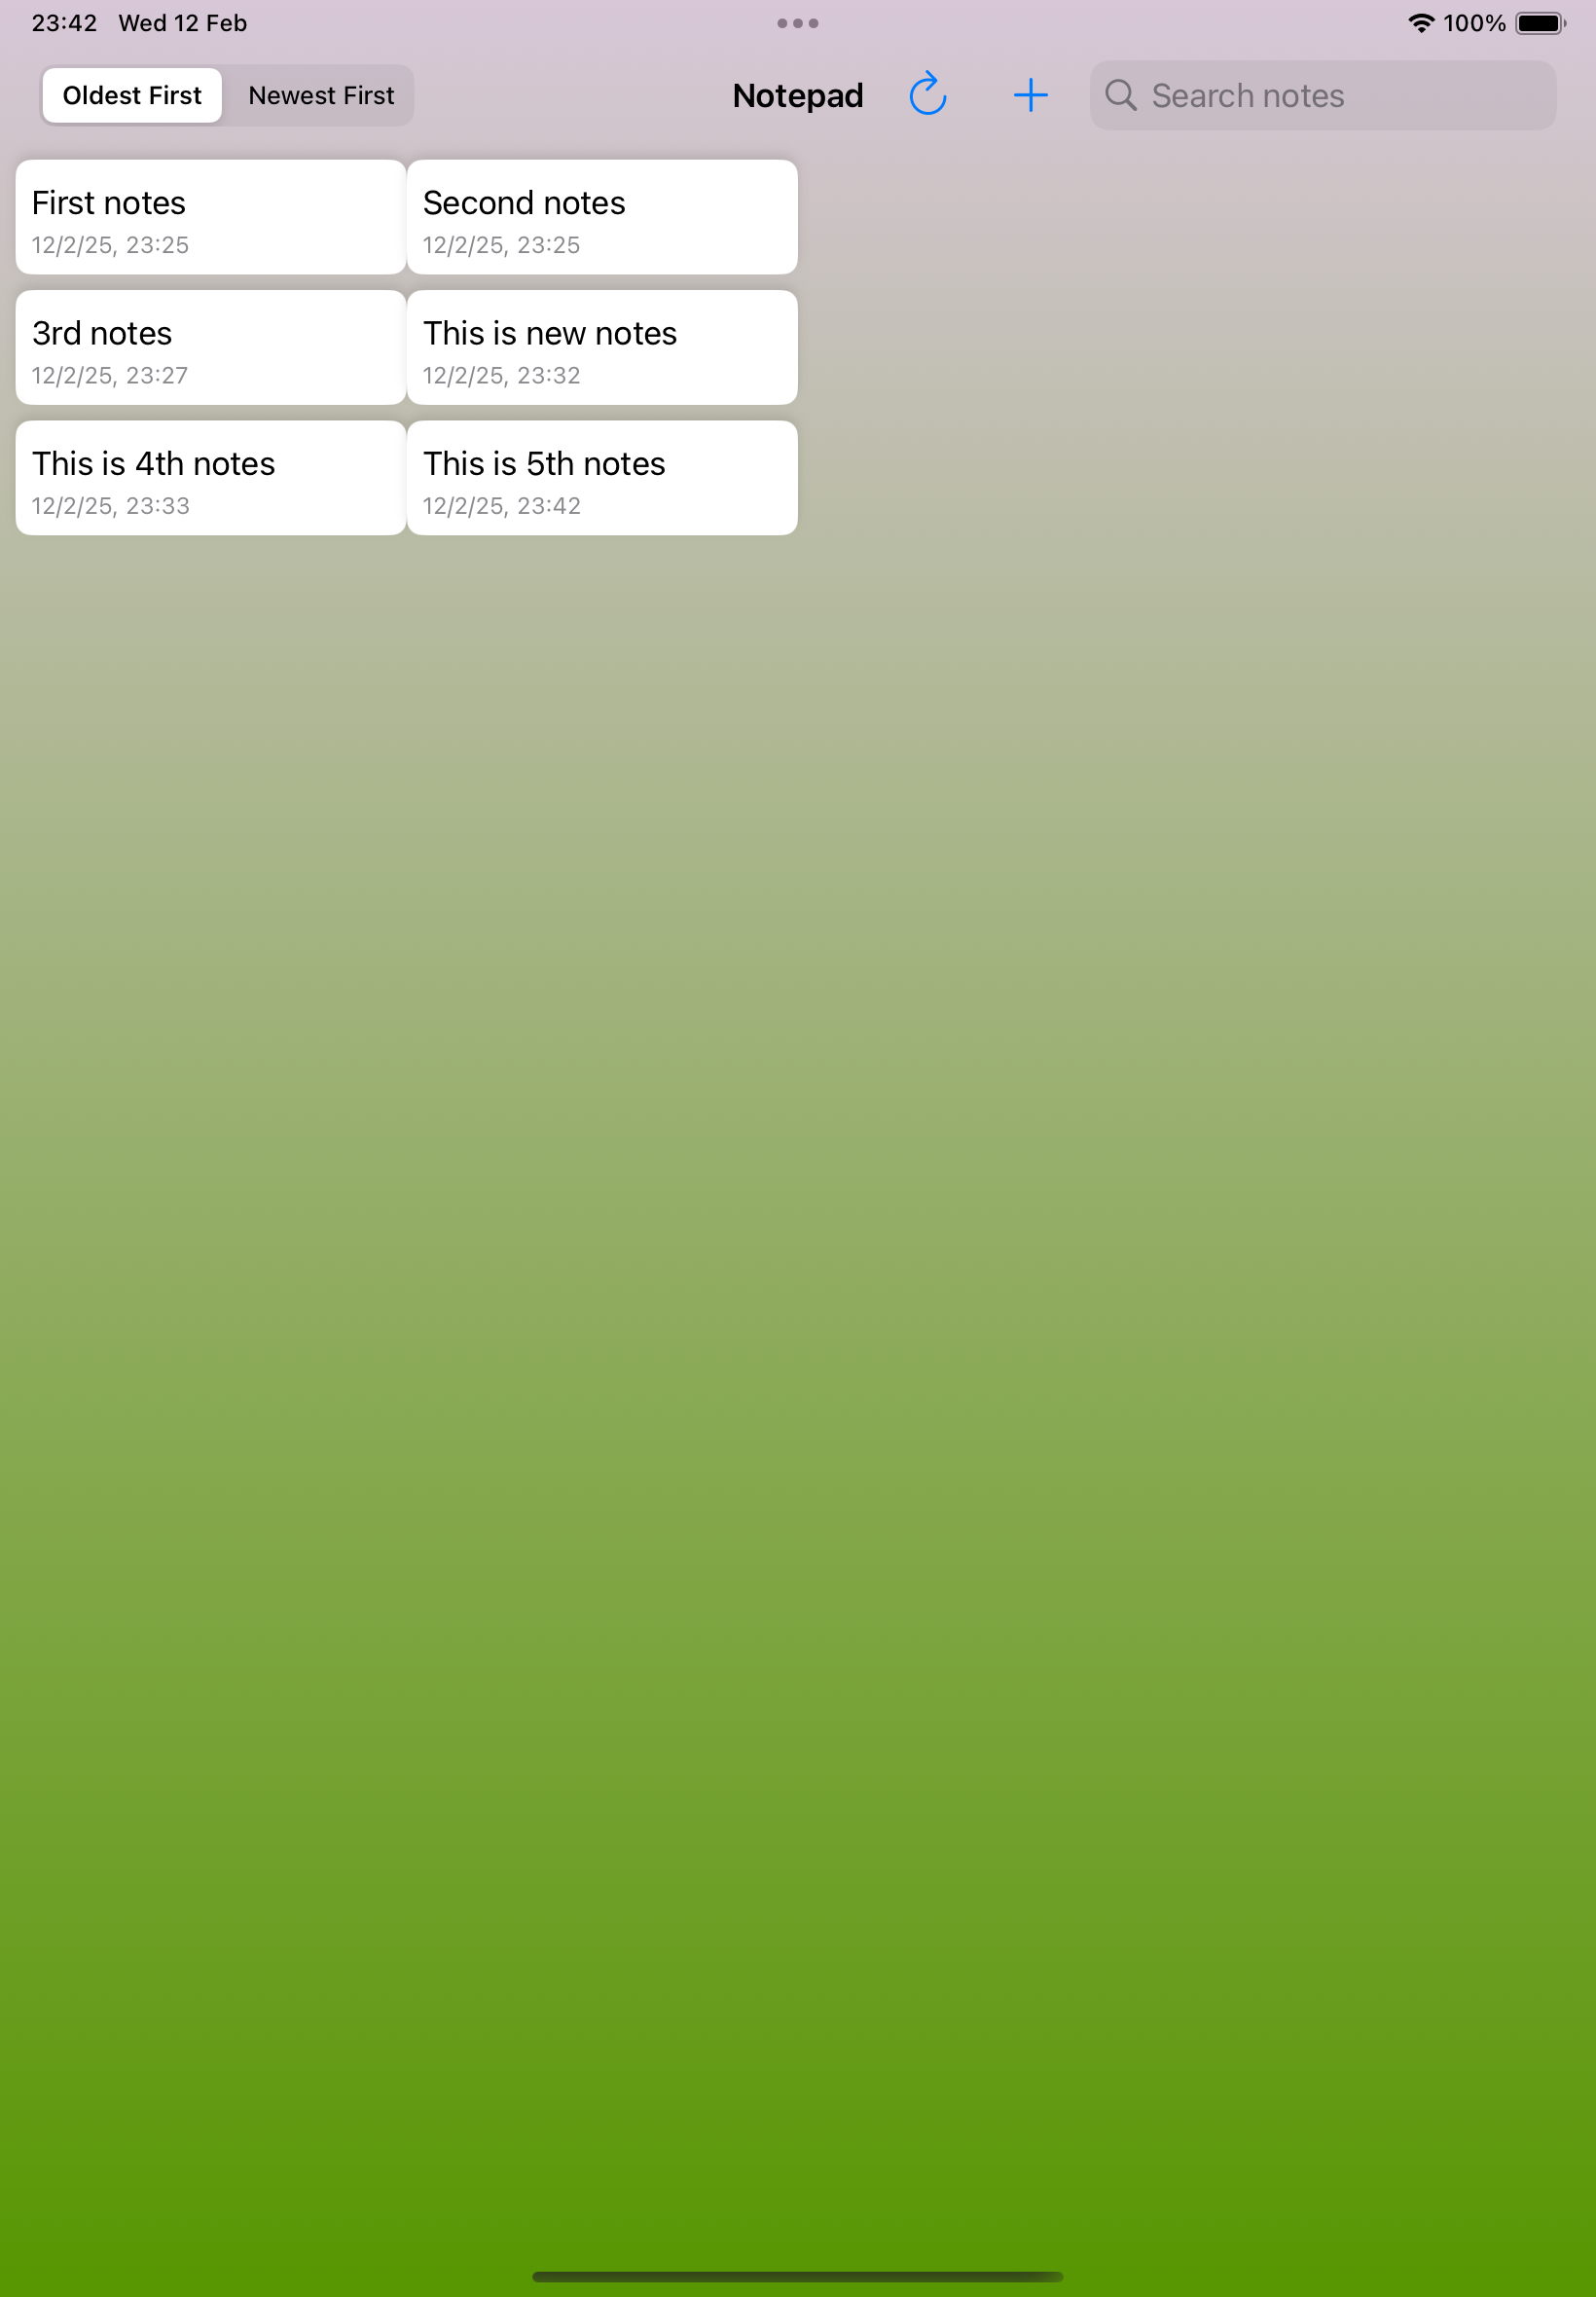 23:42 Wed 12 Feb 100%
Oldest First Newest First Notepad Search notes
First notes
12/2/25, 23:25
Second notes
12/2/25, 23:25
3rd notes
12/2/25, 23:27
This is new notes
12/2/25, 23:32
This is 4th notes
12/2/25, 23:33
This is 5th notes
12/2/25, 23:42